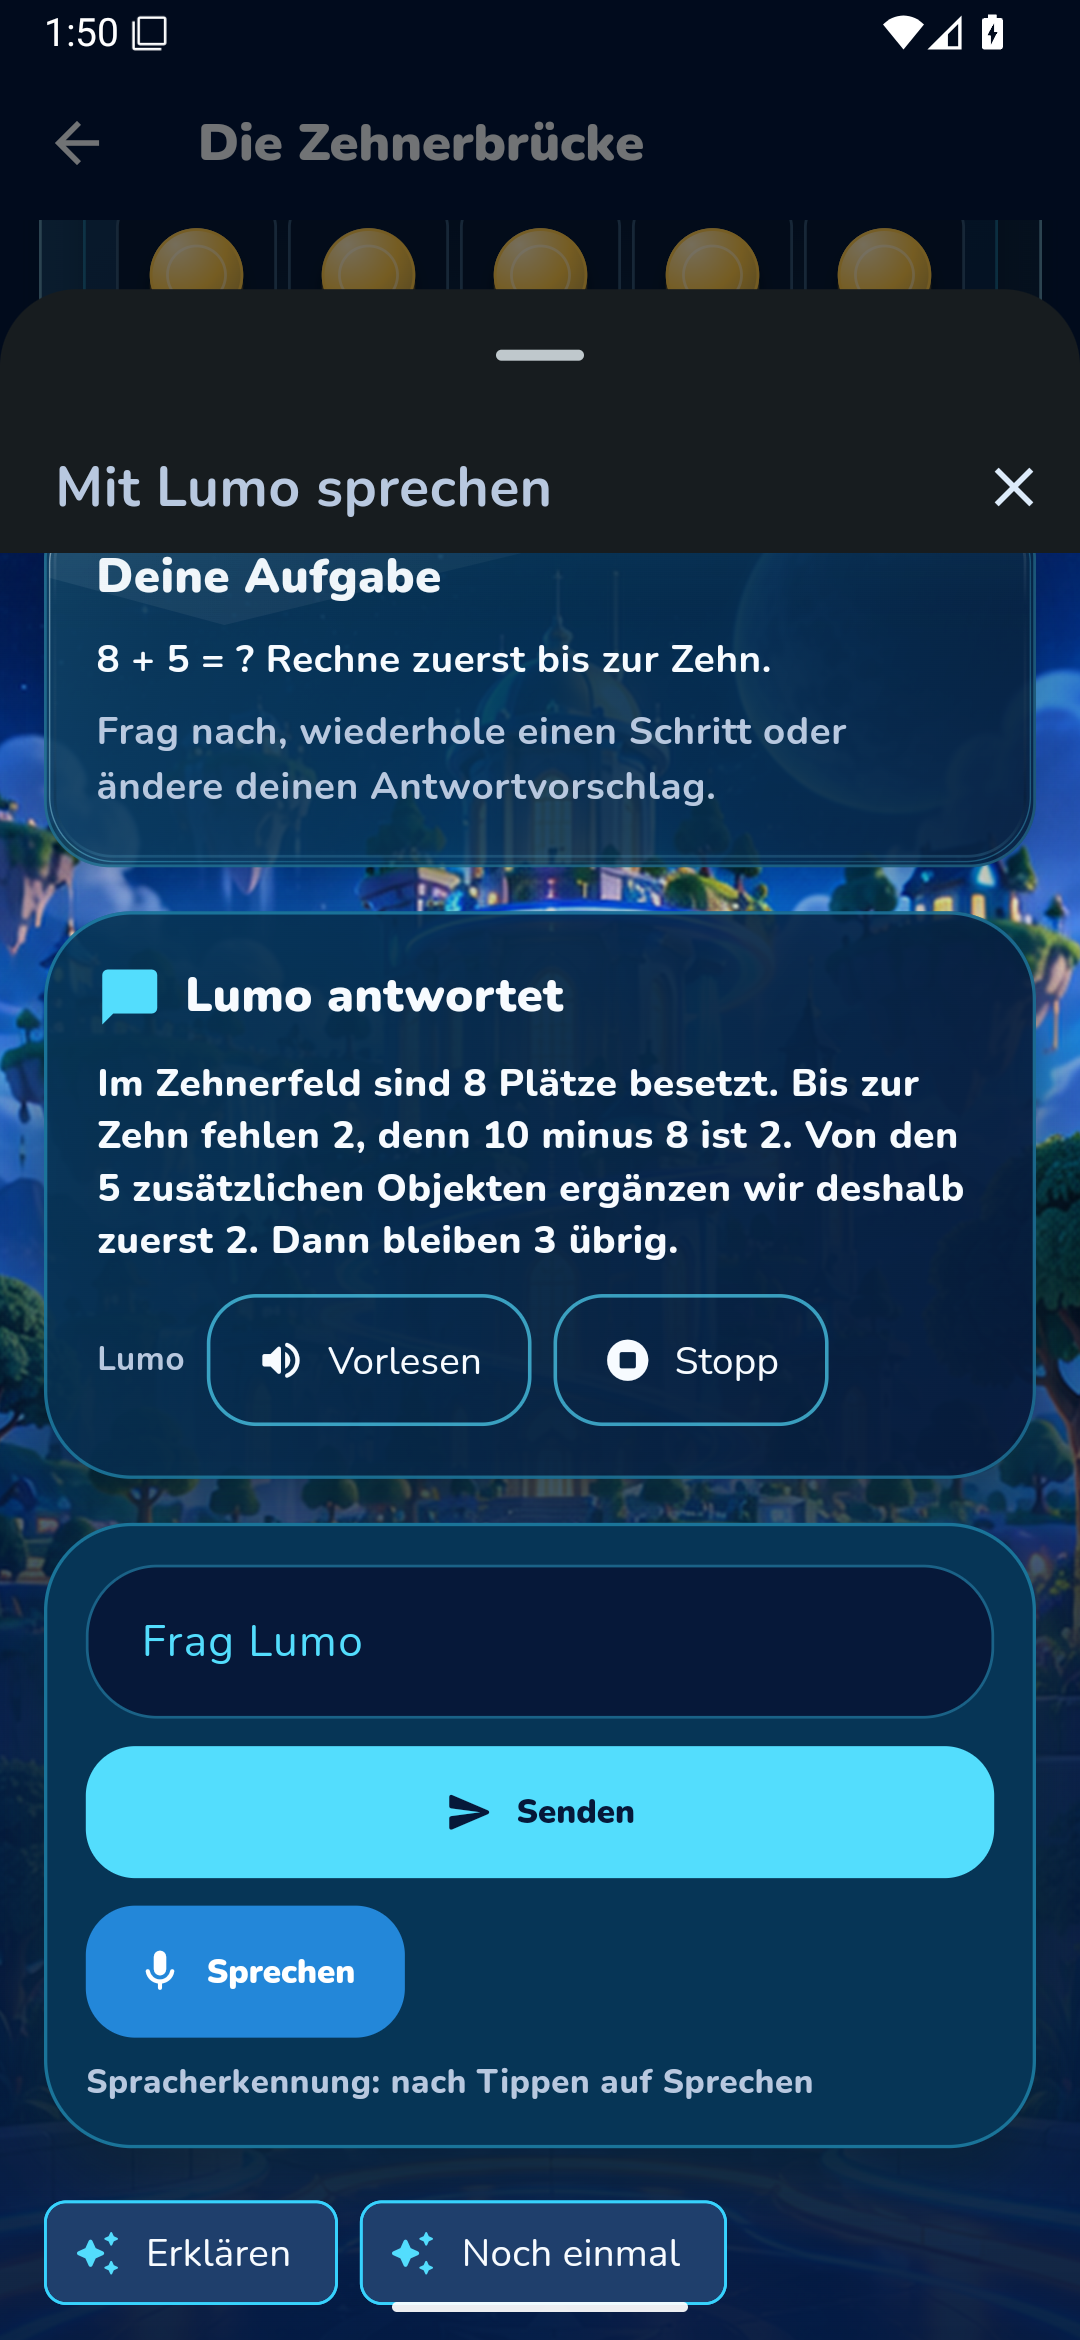 1:50
Die Zehnerbrücke
Mit Lumo sprechen
Deine Aufgabe
8 + 5 = ? Rechne zuerst bis zur Zehn.
Frag nach, wiederhole einen Schritt oder
ändere deinen Antwortvorschlag.
Lumo antwortet
Im Zehnerfeld sind 8 Plätze besetzt. Bis zur
Zehn fehlen 2, denn 10 minus 8 ist 2. Von den
5 zusätzlichen Objekten ergänzen wir deshalb
zuerst 2. Dann bleiben 3 übrig.
Lumo Vorlesen Stopp
Frag Lumo
Senden
Sprechen
Spracherkennung: nach Tippen auf Sprechen
Erklären Noch einmal